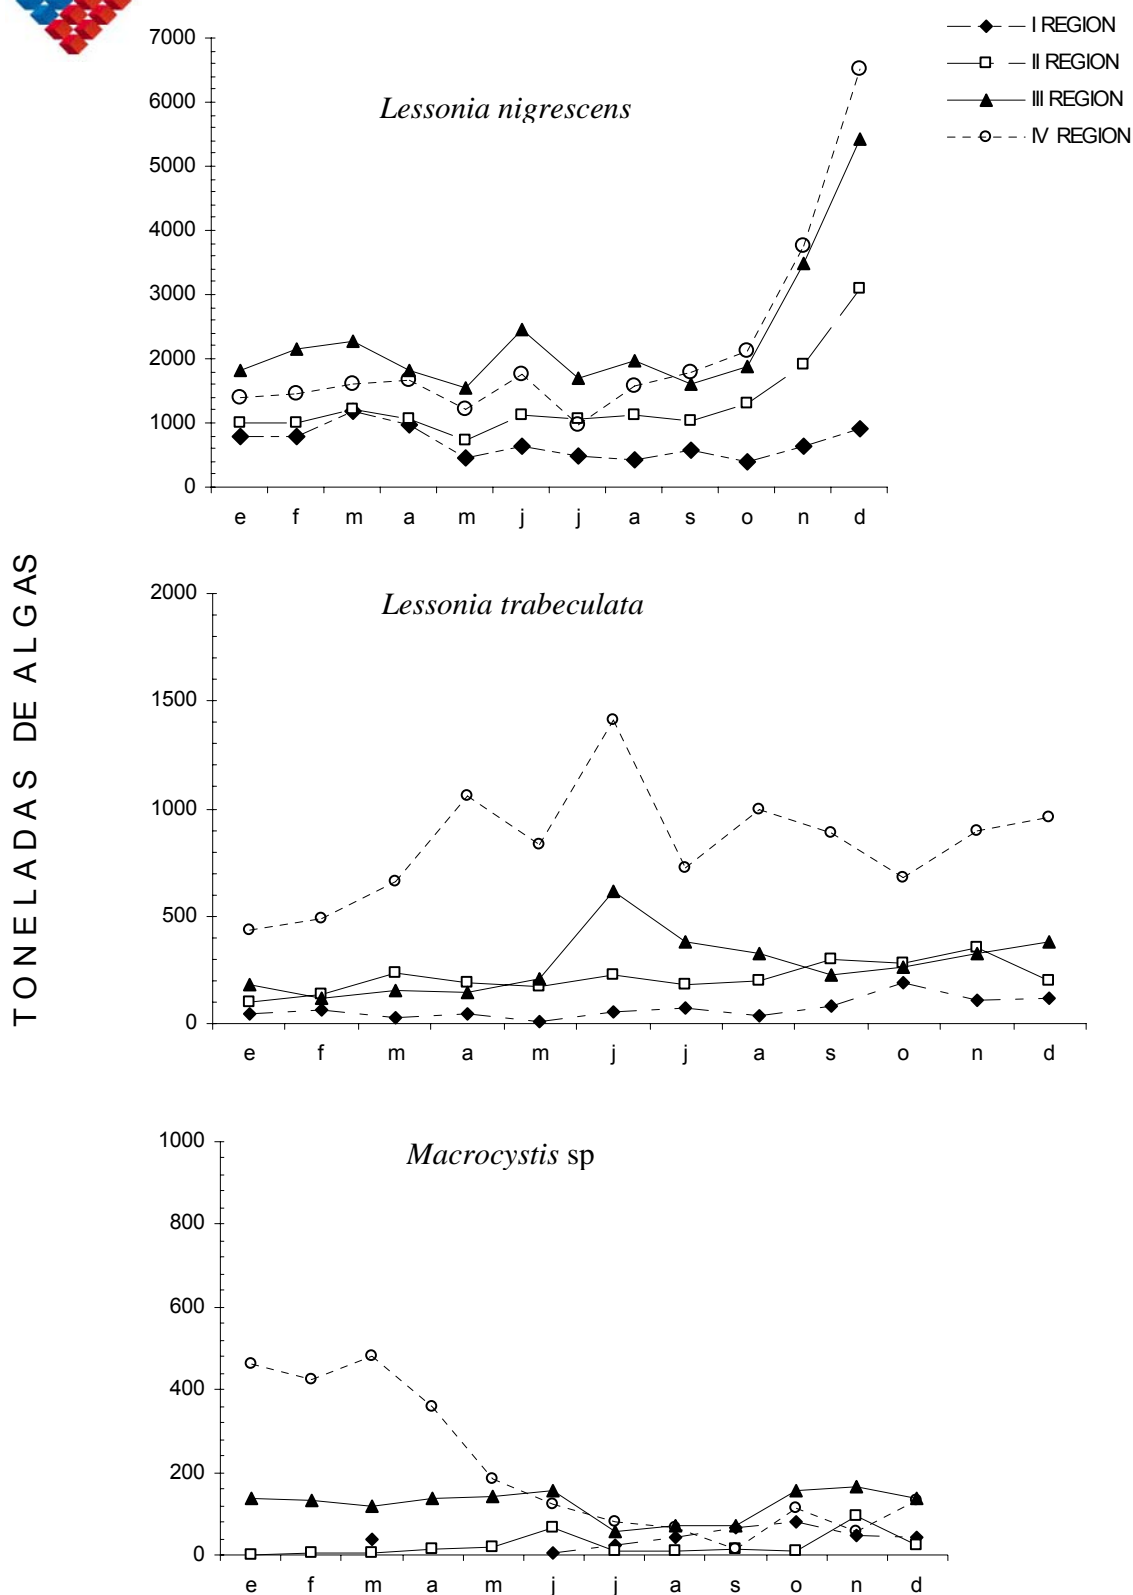 I REGION
II REGION
III REGION
IV REGION
TONELADAS DE ALGAS
Lessonia nigrescens
7000
6000
5000
4000
3000
2000
1000
0
e f m a m j j a s o n d
Lessonia trabeculata
2000
1500
1000
500
0
e f m a m j j a s o n d
Macrocystis sp
1000
800
600
400
200
0
e f m a m j j a s o n d